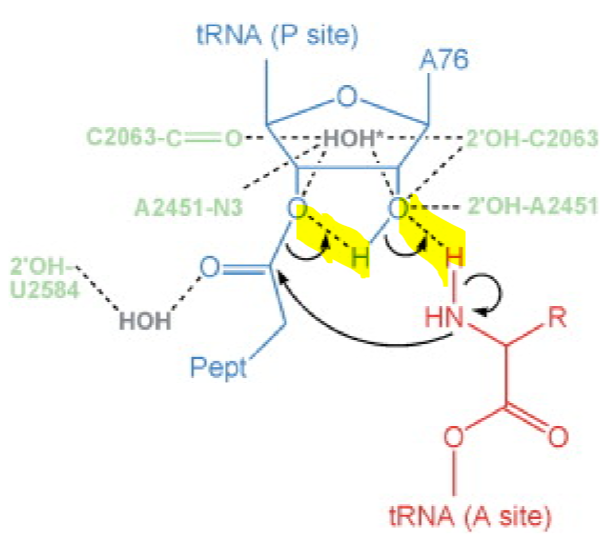 tRNA (P site)
A76
O
C2063-C=O
HOH*
2'OH-C2063
A2451-N3
O
O
2'OH-A2451
2'OH-
U2584
O
H
H
HOH
HN
R
Pept
O
O
tRNA (A site)